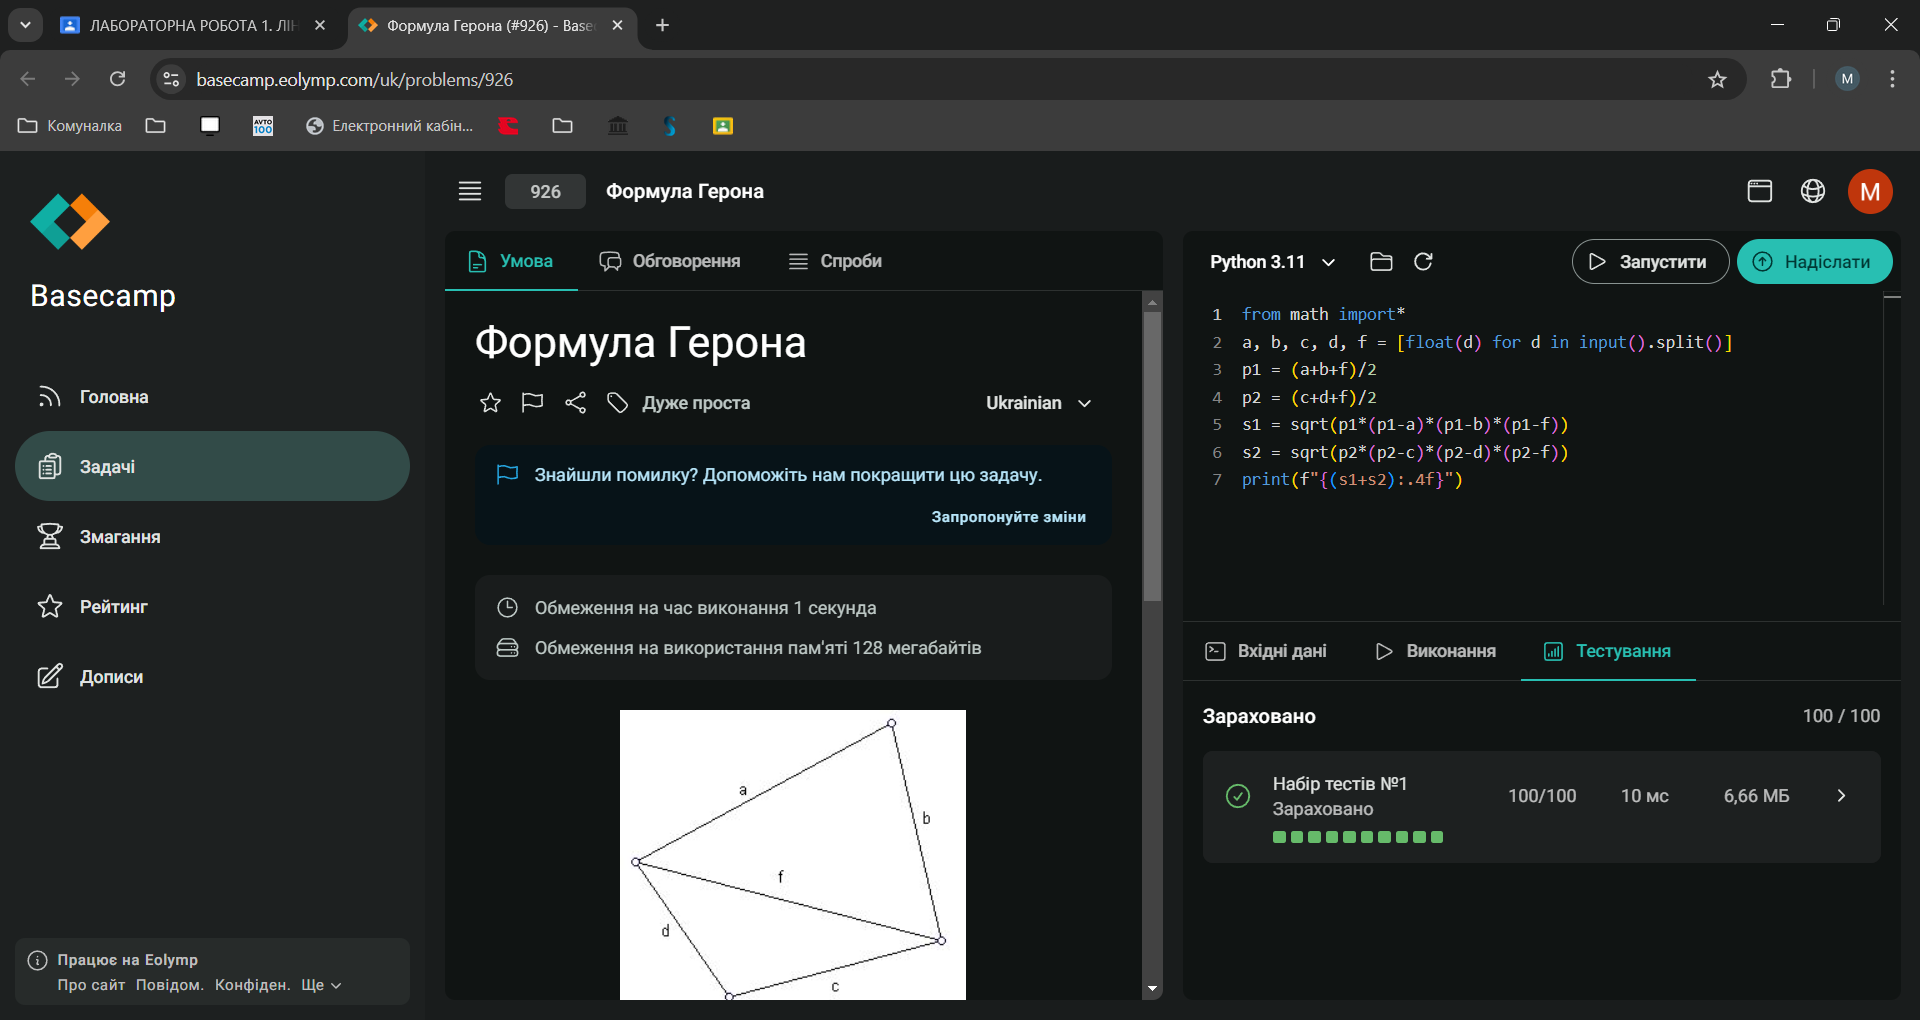 ЛАБОРАТОРНА РОБОТА 1. ЛІН
Формула Герона (#926) - Base
basecamp.eolymp.com/uk/problems/926
M
Комуналка
AVTO 100
Електронний кабін...
Basecamp
Головна
Задачі
Змагання
Рейтинг
Дописи
Працює на Eolymp
Про сайт Повідом. Конфіден. Ще
926
Формула Герона
M
Умова
Обговорення
Спроби
Формула Герона
Дуже проста
Ukrainian
Знайшли помилку? Допоможіть нам покращити цю задачу.
Запропонуйте зміни
Обмеження на час виконання 1 секунда
Обмеження на використання пам'яті 128 мегабайтів
a
b
f
d
c
Python 3.11
Запустити
Надіслати
1 from math import*
2 a, b, c, d, f = [float(d) for d in input().split()]
3 p1 = (a+b+f)/2
4 p2 = (c+d+f)/2
5 s1 = sqrt(p1*(p1-a)*(p1-b)*(p1-f))
6 s2 = sqrt(p2*(p2-c)*(p2-d)*(p2-f))
7 print(f"{(s1+s2):.4f}")
Вхідні дані
Виконання
Тестування
Зараховано
100 / 100
Набір тестів №1
Зараховано
100/100
10 мс
6,66 МБ